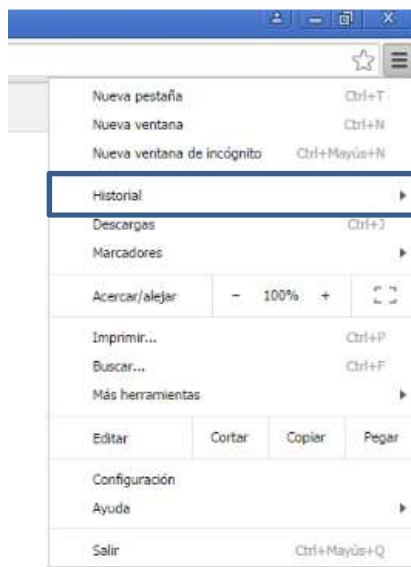 Nueva pestaña Ctrl+T
Nueva ventana Ctrl+N
Nueva ventana de incógnito Ctrl+Mayús+N
Historial
Descargas Ctrl+J
Marcadores
Acercar/alejar − 100% +
Imprimir... Ctrl+P
Buscar... Ctrl+F
Más herramientas
Editar Cortar Copiar Pegar
Configuración
Ayuda
Salir Ctrl+Mayús+Q